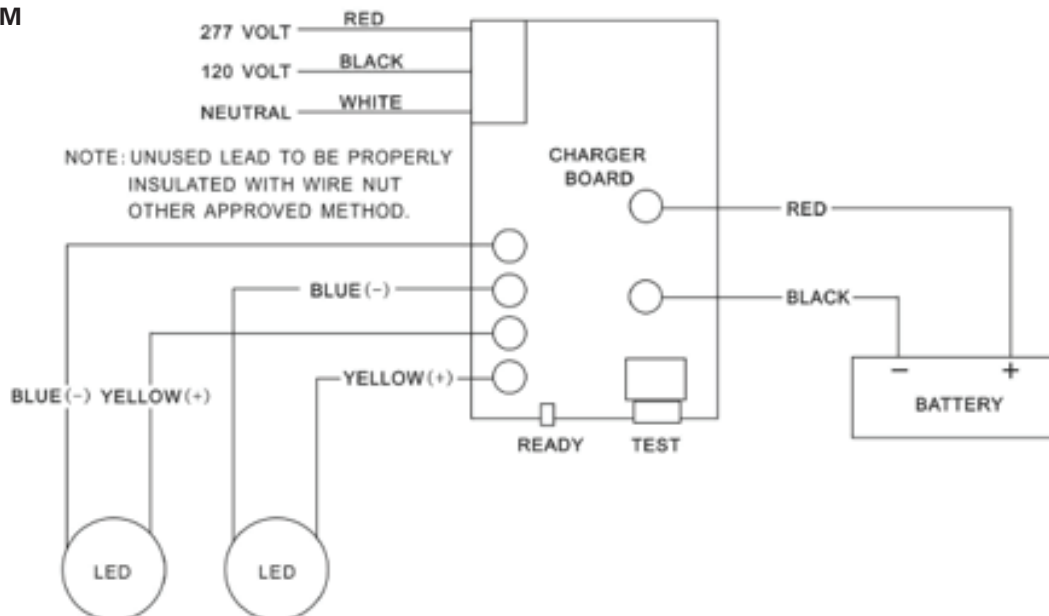 M
277 VOLT RED
120 VOLT BLACK
NEUTRAL WHITE
NOTE: UNUSED LEAD TO BE PROPERLY
INSULATED WITH WIRE NUT
OTHER APPROVED METHOD.
CHARGER
BOARD
RED
BLUE (-)
BLACK
YELLOW (+)
BLUE (-) YELLOW (+)
- +
BATTERY
READY TEST
LED LED